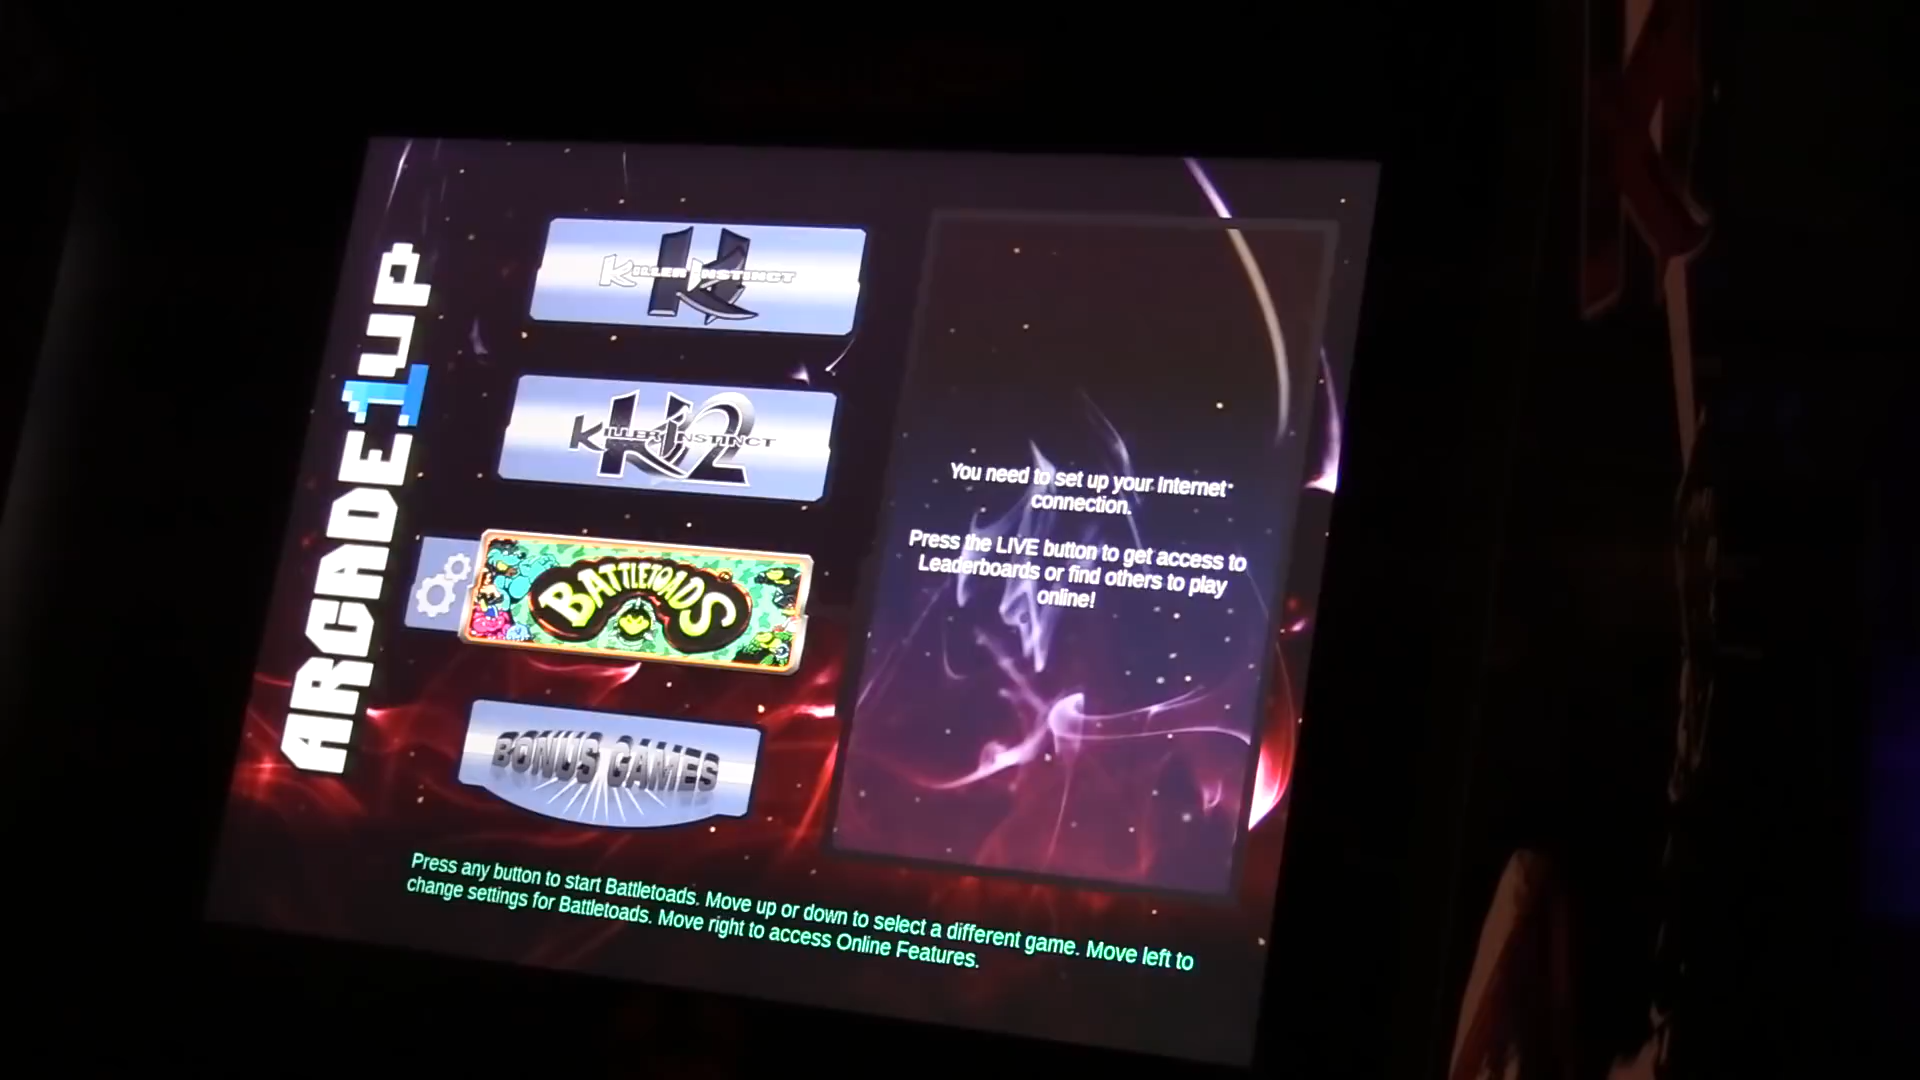 ARCADE1UP
KILLER INSTINCT
KILLER INSTINCT 2
BATTLETOADS
BONUS GAMES
You need to set up your Internet
connection.
Press the LIVE button to get access to
Leaderboards or find others to play
online!
Press any button to start Battletoads. Move up or down to select a different game. Move left to
change settings for Battletoads. Move right to access Online Features.